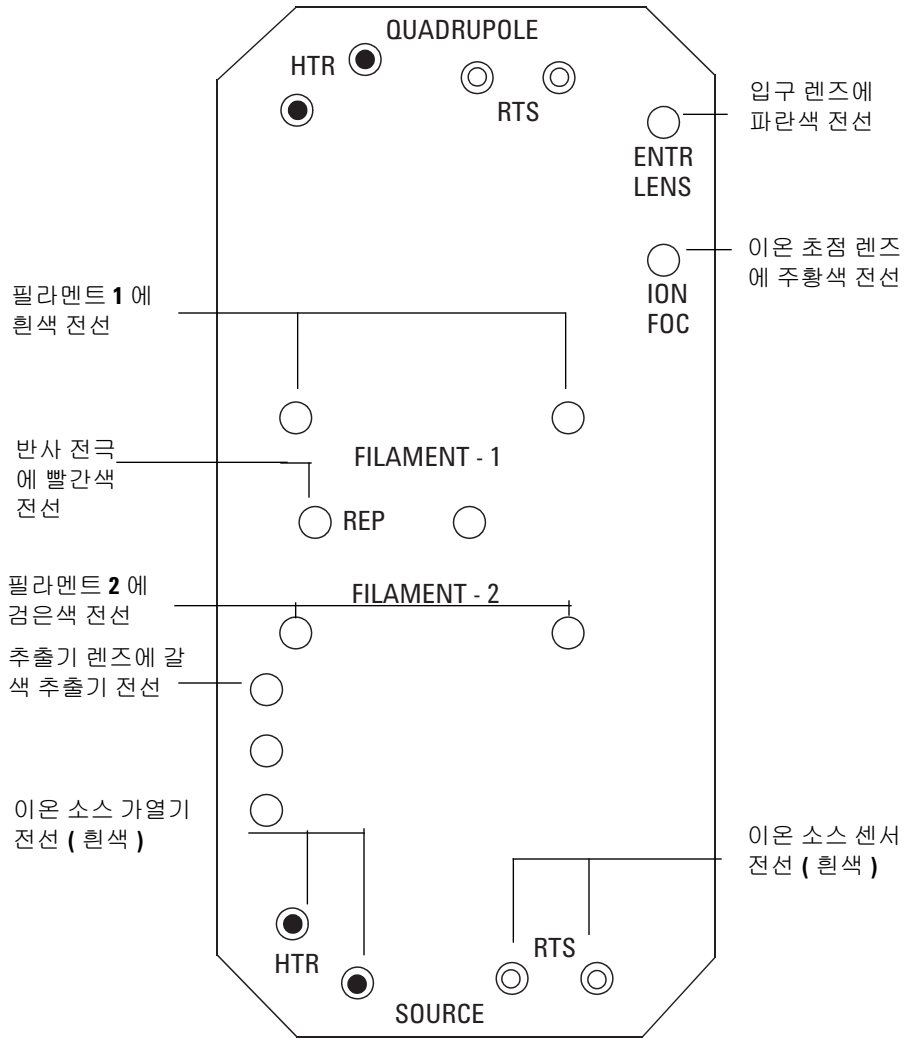 QUADRUPOLE
HTR
RTS
입구 렌즈에
파란색 전선
ENTR
LENS
이온 초점 렌즈
에 주황색 전선
ION
FOC
필라멘트 1 에
흰색 전선
FILAMENT - 1
반사 전극
에 빨간색
전선
REP
필라멘트 2 에
검은색 전선
FILAMENT - 2
추출기 렌즈에 갈
색 추출기 전선
이온 소스 가열기
전선 ( 흰색 )
이온 소스 센서
전선 ( 흰색 )
HTR
RTS
SOURCE